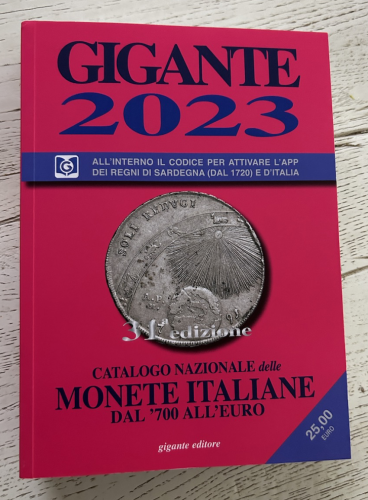 GIGANTE
2023
G
ALL'INTERNO IL CODICE PER ATTIVARE L'APP
DEI REGNI DI SARDEGNA (DAL 1720) E D'ITALIA
SOLI REDUCI
31a edizione
CATALOGO NAZIONALE delle
MONETE ITALIANE
DAL '700 ALL'EURO
25,00
EURO
gigante editore